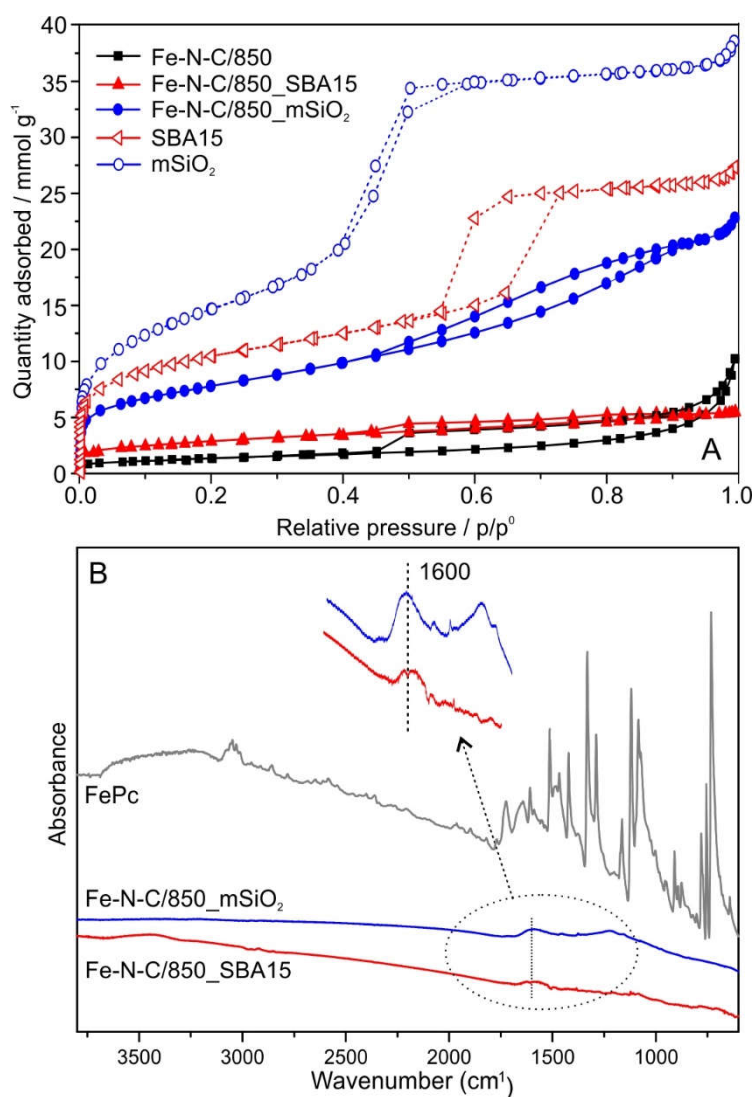 40
35
30
25
20
15
10
5
0
Quantity adsorbed / mmol g⁻¹
Fe-N-C/850
Fe-N-C/850_SBA15
Fe-N-C/850_mSiO₂
SBA15
mSiO₂
A
0.0 0.2 0.4 0.6 0.8 1.0
Relative pressure / p/p⁰
B
1600
Absorbance
FePc
Fe-N-C/850_mSiO₂
Fe-N-C/850_SBA15
3500 3000 2500 2000 1500 1000
Wavenumber (cm¹)